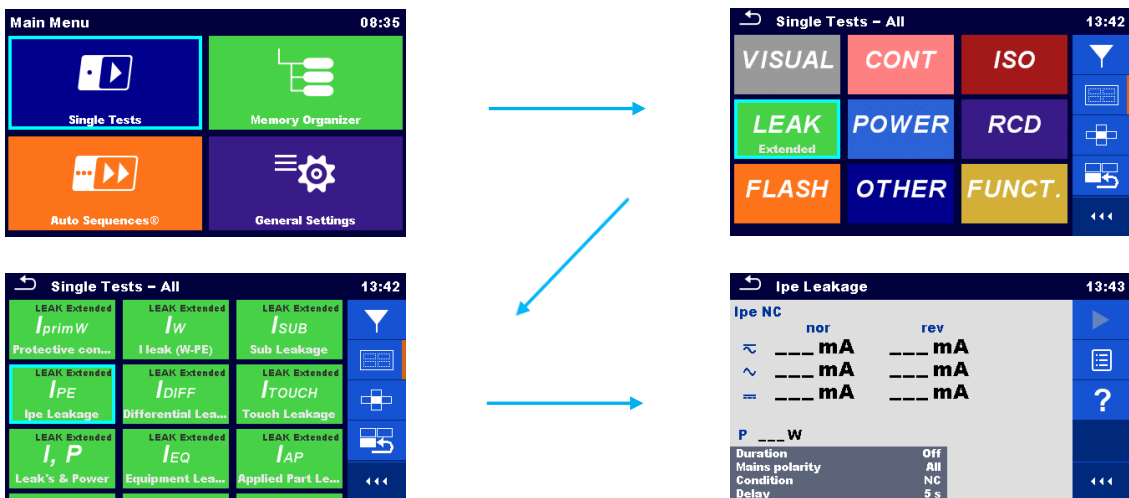 Main Menu 08:35
Single Tests
Memory Organizer
Auto Sequences®
General Settings
Single Tests – All 13:42
VISUAL CONT ISO
LEAK POWER RCD
Extended
FLASH OTHER FUNCT.
Single Tests – All 13:42
LEAK Extended LEAK Extended LEAK Extended
IprimW Iw ISUB
Protective con... I leak (W-PE) Sub Leakage
LEAK Extended LEAK Extended LEAK Extended
IPE IDIFF ITOUCH
Ipe Leakage Differential Lea... Touch Leakage
LEAK Extended LEAK Extended LEAK Extended
I, P IEQ IAP
Leak's & Power Equipment Lea... Applied Part Le...
Ipe Leakage 13:43
Ipe NC
nor rev
___ mA ___ mA
___ mA ___ mA
___ mA ___ mA
P ___ W
Duration Off
Mains polarity All
Condition NC
Delay 5 s
?